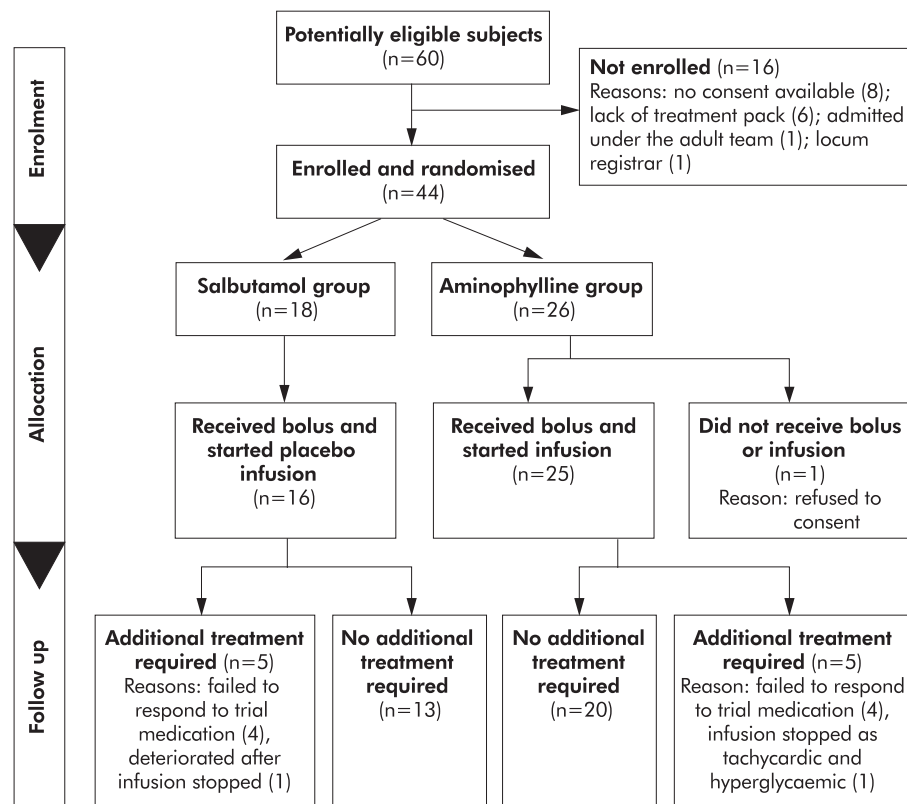 Potentially eligible subjects
(n=60)
Not enrolled (n=16)
Reasons: no consent available (8);
lack of treatment pack (6); admitted
under the adult team (1); locum
registrar (1)
Enrolment
Enrolled and randomised
(n=44)
Salbutamol group
(n=18)
Aminophylline group
(n=26)
Allocation
Received bolus and
started placebo
infusion
(n=16)
Received bolus and
started infusion
(n=25)
Did not receive bolus
or infusion
(n=1)
Reason: refused to
consent
Follow up
Additional treatment
required (n=5)
Reasons: failed to
respond to trial
medication (4),
deteriorated after
infusion stopped (1)
No additional
treatment
required
(n=13)
No additional
treatment
required
(n=20)
Additional treatment
required (n=5)
Reason: failed to respond
to trial medication (4),
infusion stopped as
tachycardic and
hyperglycaemic (1)